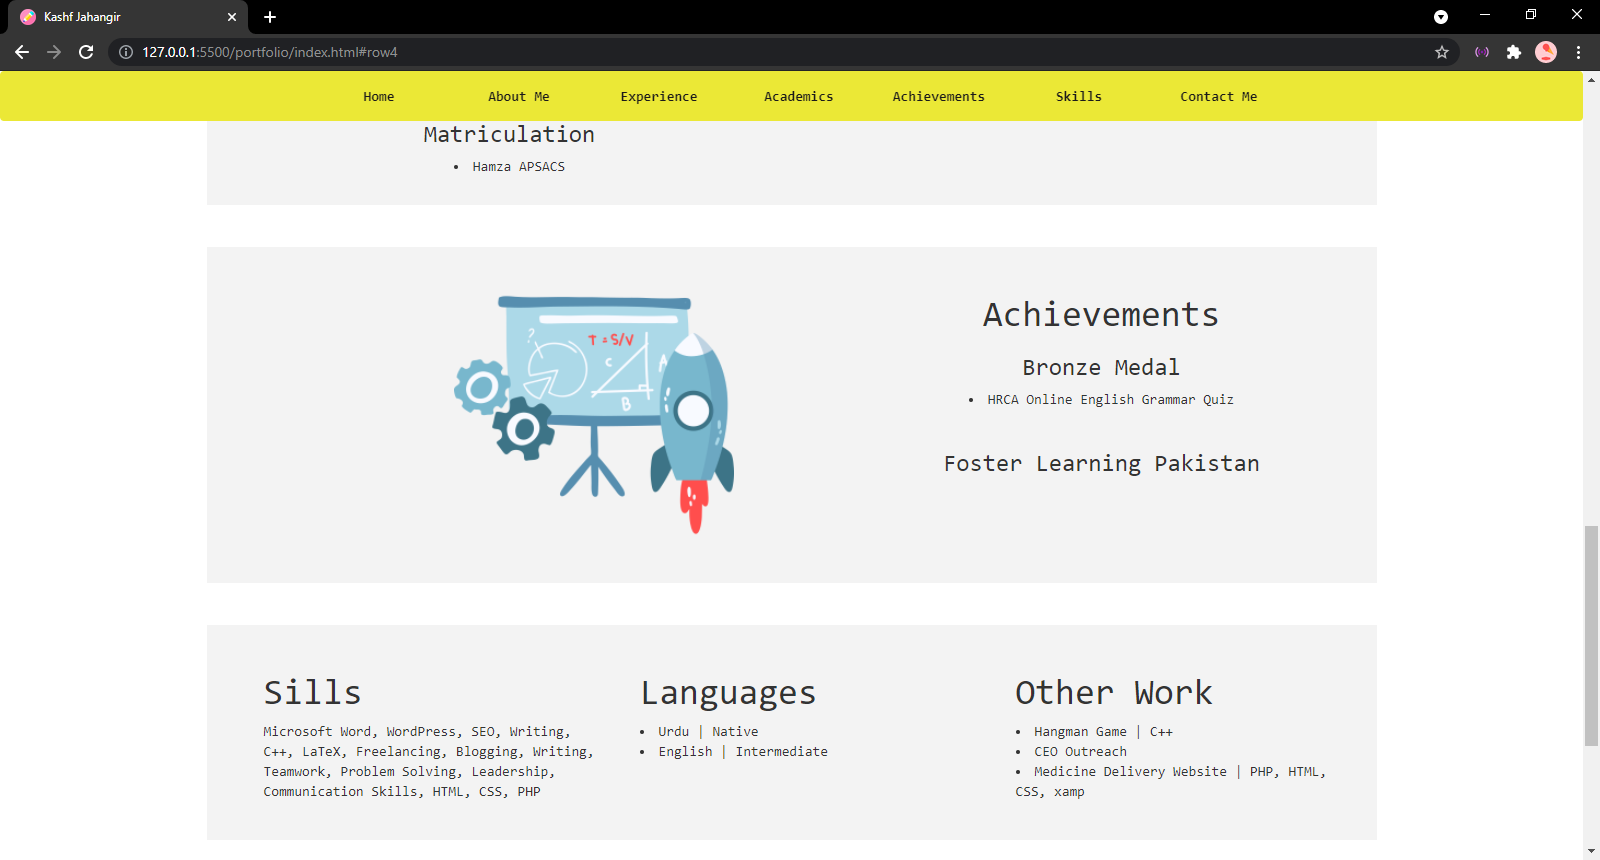 Kashf Jahangir
127.0.0.1:5500/portfolio/index.html#row4
Home About Me Experience Academics Achievements Skills Contact Me
Matriculation
• Hamza APSACS
?
T = S/V
C
A
B
Achievements
Bronze Medal
• HRCA Online English Grammar Quiz
Foster Learning Pakistan
Sills
Microsoft Word, WordPress, SEO, Writing,
C++, LaTeX, Freelancing, Blogging, Writing,
Teamwork, Problem Solving, Leadership,
Communication Skills, HTML, CSS, PHP
Languages
• Urdu | Native
• English | Intermediate
Other Work
• Hangman Game | C++
• CEO Outreach
• Medicine Delivery Website | PHP, HTML,
CSS, xamp